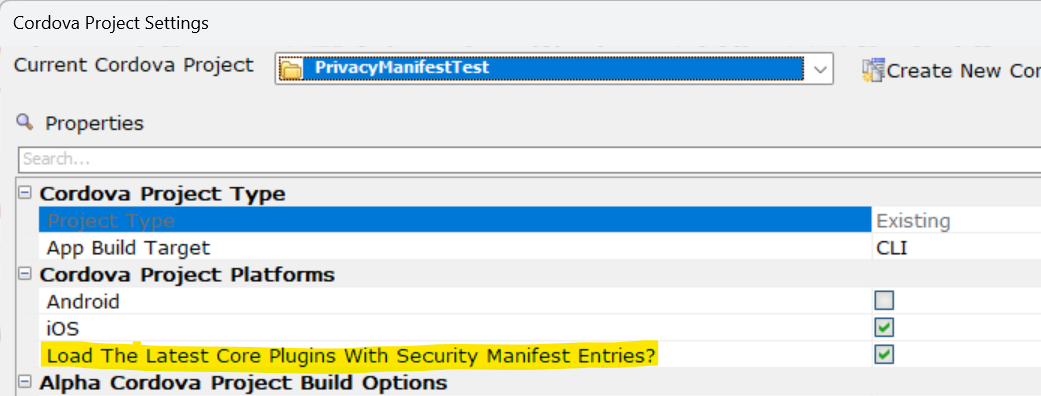 Cordova Project Settings
Current Cordova Project PrivacyManifestTest Create New Cor
Properties
Search...
Cordova Project Type
Project Type Existing
App Build Target CLI
Cordova Project Platforms
Android
iOS
Load The Latest Core Plugins With Security Manifest Entries?
Alpha Cordova Project Build Options